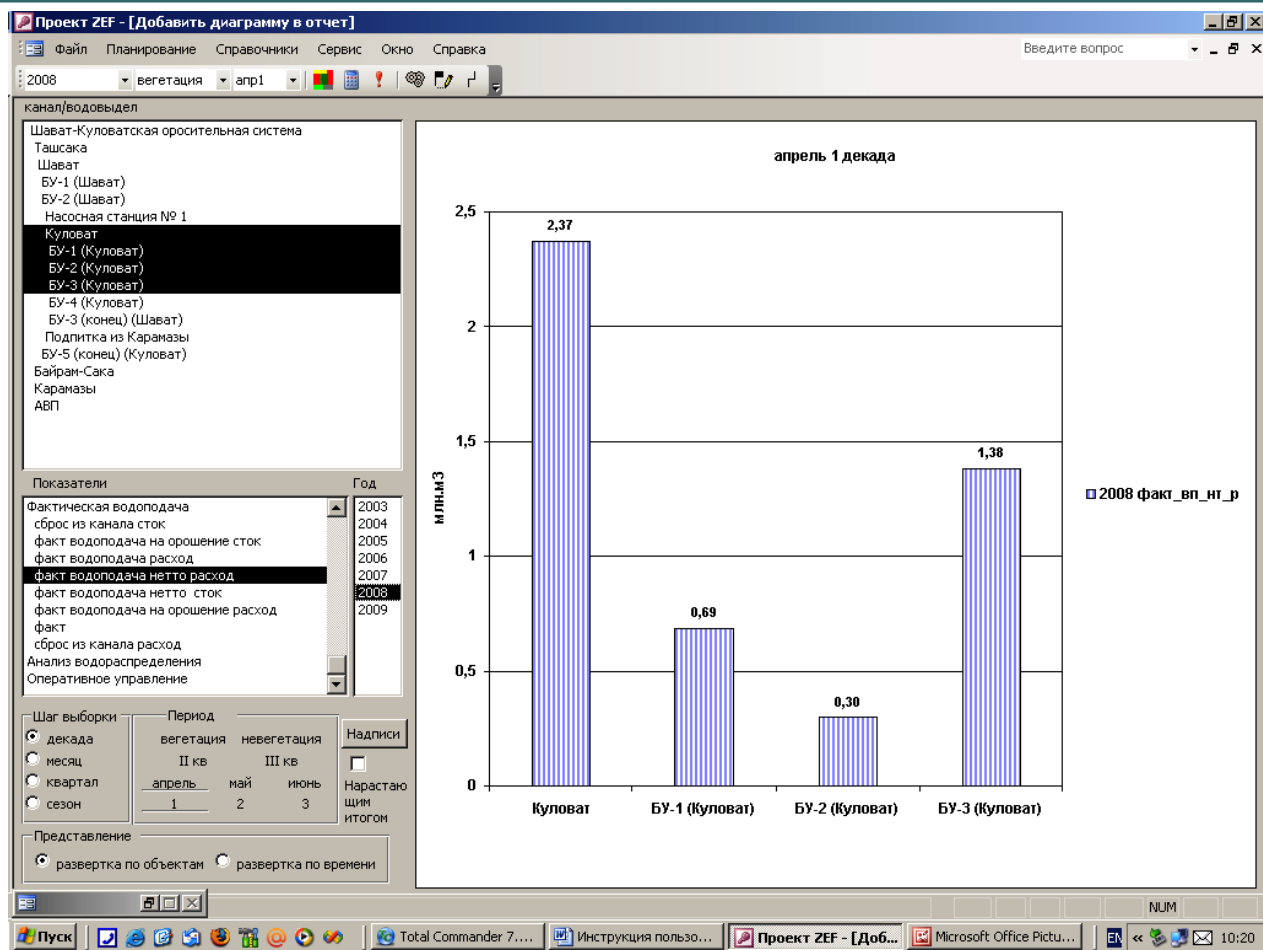 Проект ZEF - [Добавить диаграмму в отчет]
Файл Планирование Справочники Сервис Окно Справка Введите вопрос
2008 вегетация апр1
канал/водовыдел
Шават-Куловатская оросительная система
Ташсака
Шават
БУ-1 (Шават)
БУ-2 (Шават)
Насосная станция № 1
Куловат
БУ-1 (Куловат)
БУ-2 (Куловат)
БУ-3 (Куловат)
БУ-4 (Куловат)
БУ-3 (конец) (Шават)
Подпитка из Карамазы
БУ-5 (конец) (Куловат)
Байрам-Сака
Карамазы
АВП
Показатели
Фактическая водоподача
сброс из канала сток
факт водоподача на орошение сток
факт водоподача расход
факт водоподача нетто расход
факт водоподача нетто сток
факт водоподача на орошение расход
факт
сброс из канала расход
Анализ водораспределения
Оперативное управление
Год
2003
2004
2005
2006
2007
2008
2009
Шаг выборки
декада
месяц
квартал
сезон
Период
вегетация невегетация
II кв III кв
апрель май июнь
1 2 3
Надписи
Нарастаю
щим
итогом
Представление
развертка по объектам развертка по времени
апрель 1 декада
млн.м3
2,5
2
1,5
1
0,5
0
2,37
0,69
0,30
1,38
Куловат БУ-1 (Куловат) БУ-2 (Куловат) БУ-3 (Куловат)
2008 факт_вп_нт_р
NUM
Пуск Total Commander 7.... Инструкция пользо... Проект ZEF - [Доб... Microsoft Office Pictu... EN « 10:20